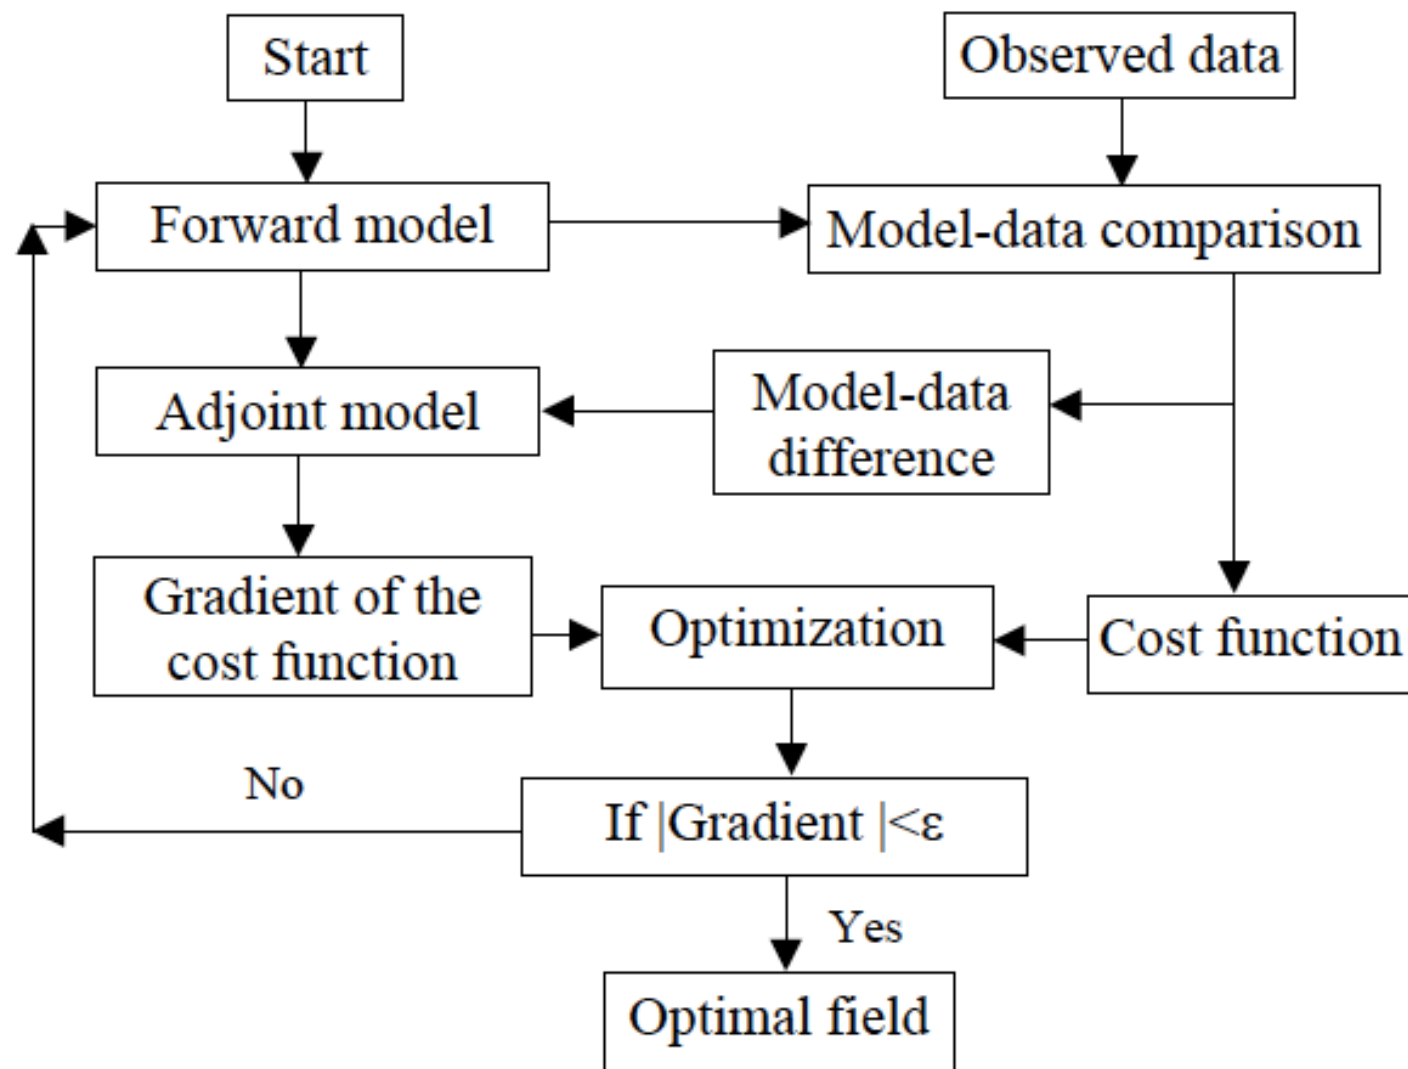 Start
Observed data
Forward model
Model-data comparison
Adjoint model
Model-data
difference
Gradient of the
cost function
Optimization
Cost function
No
If |Gradient |<ε
Yes
Optimal field